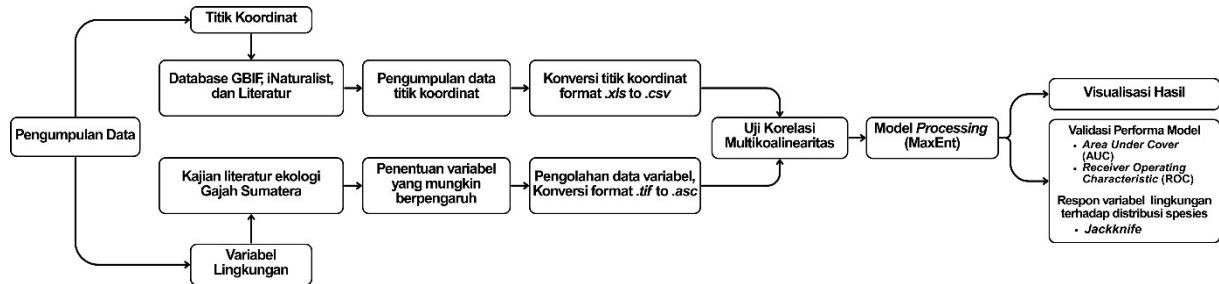 Titik Koordinat
Database GBIF, iNaturalist,
dan Literatur
Pengumpulan data
titik koordinat
Konversi titik koordinat
format .xls to .csv
Pengumpulan Data
Uji Korelasi
Multikoalinearitas
Model Processing
(MaxEnt)
Visualisasi Hasil
Validasi Performa Model
• Area Under Cover
(AUC)
• Receiver Operating
Characteristic (ROC)
Respon variabel lingkungan
terhadap distribusi spesies
• Jackknife
Kajian literatur ekologi
Gajah Sumatera
Penentuan variabel
yang mungkin
berpengaruh
Pengolahan data variabel,
Konversi format .tif to .asc
Variabel
Lingkungan